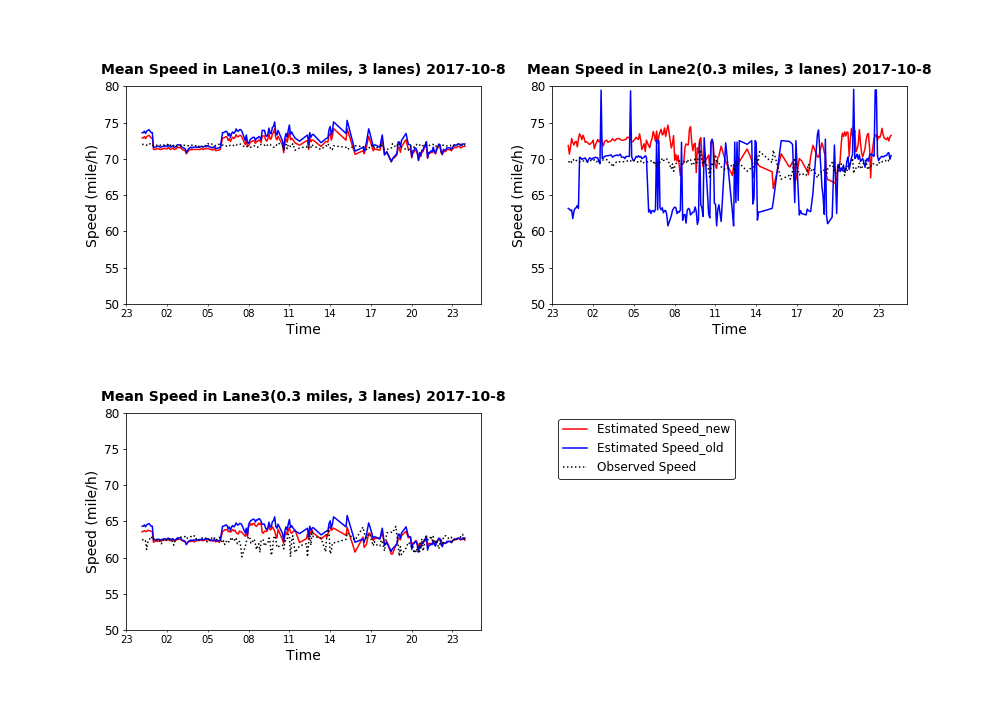 Mean Speed in Lane1(0.3 miles, 3 lanes) 2017-10-8
80
75
70
65
60
55
50
Speed (mile/h)
23 02 05 08 11 14 17 20 23
Time
Mean Speed in Lane2(0.3 miles, 3 lanes) 2017-10-8
80
75
70
65
60
55
50
Speed (mile/h)
23 02 05 08 11 14 17 20 23
Time
Mean Speed in Lane3(0.3 miles, 3 lanes) 2017-10-8
80
75
70
65
60
55
50
Speed (mile/h)
23 02 05 08 11 14 17 20 23
Time
Estimated Speed_new
Estimated Speed_old
Observed Speed